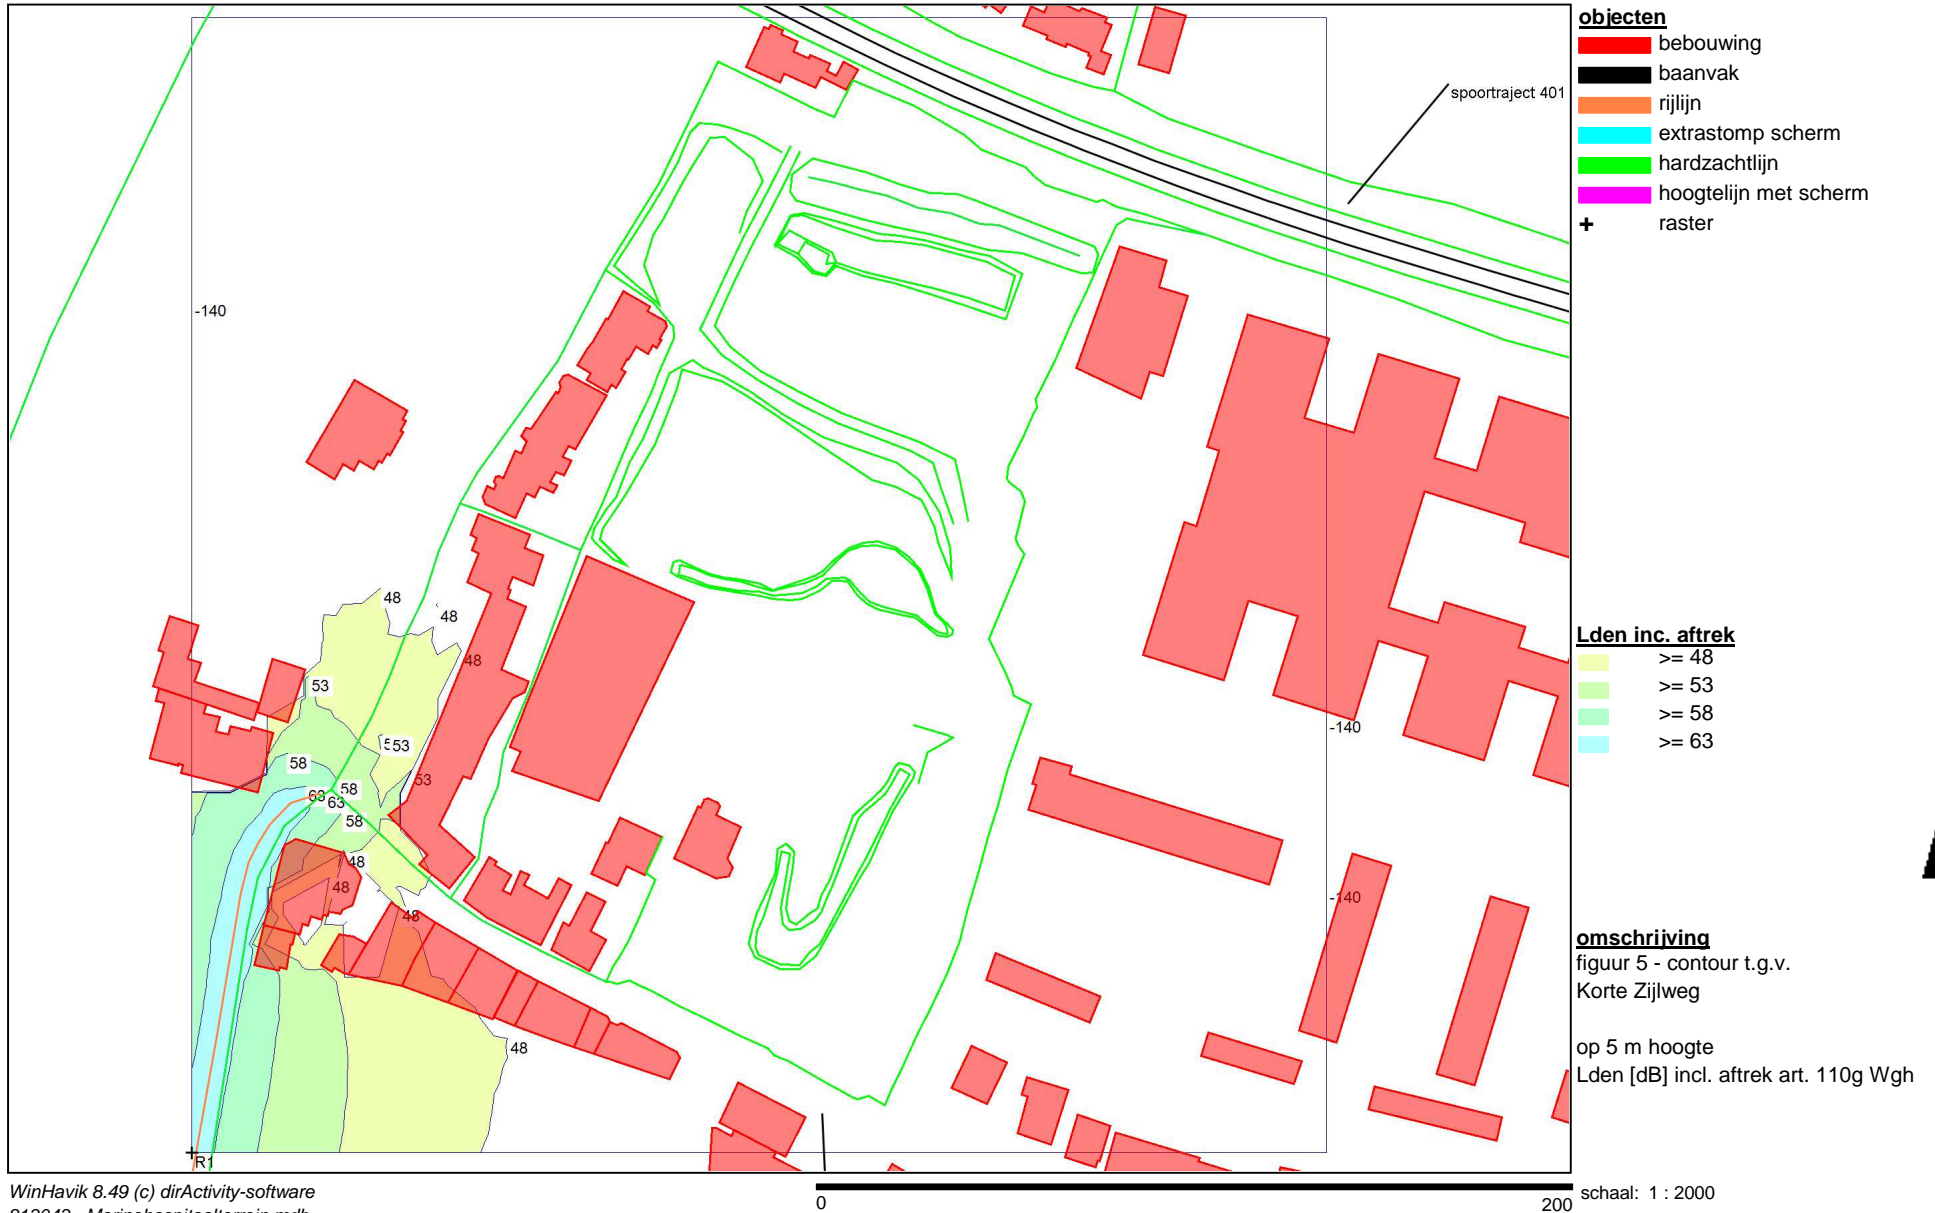 objecten
bebouwing
baanvak
rijlijn
extrastomp scherm
hardzachtlijn
hoogtelijn met scherm
+ raster
spoortraject 401
-140
48
48
48
53
53
58
53
58
63
63
58
48
48
48
48
-140
-140
Lden inc. aftrek
>= 48
>= 53
>= 58
>= 63
omschrijving
figuur 5 - contour t.g.v.
Korte Zijlweg
op 5 m hoogte
Lden [dB] incl. aftrek art. 110g Wgh
R1
WinHavik 8.49 (c) dirActivity-software
0
200
schaal: 1 : 2000